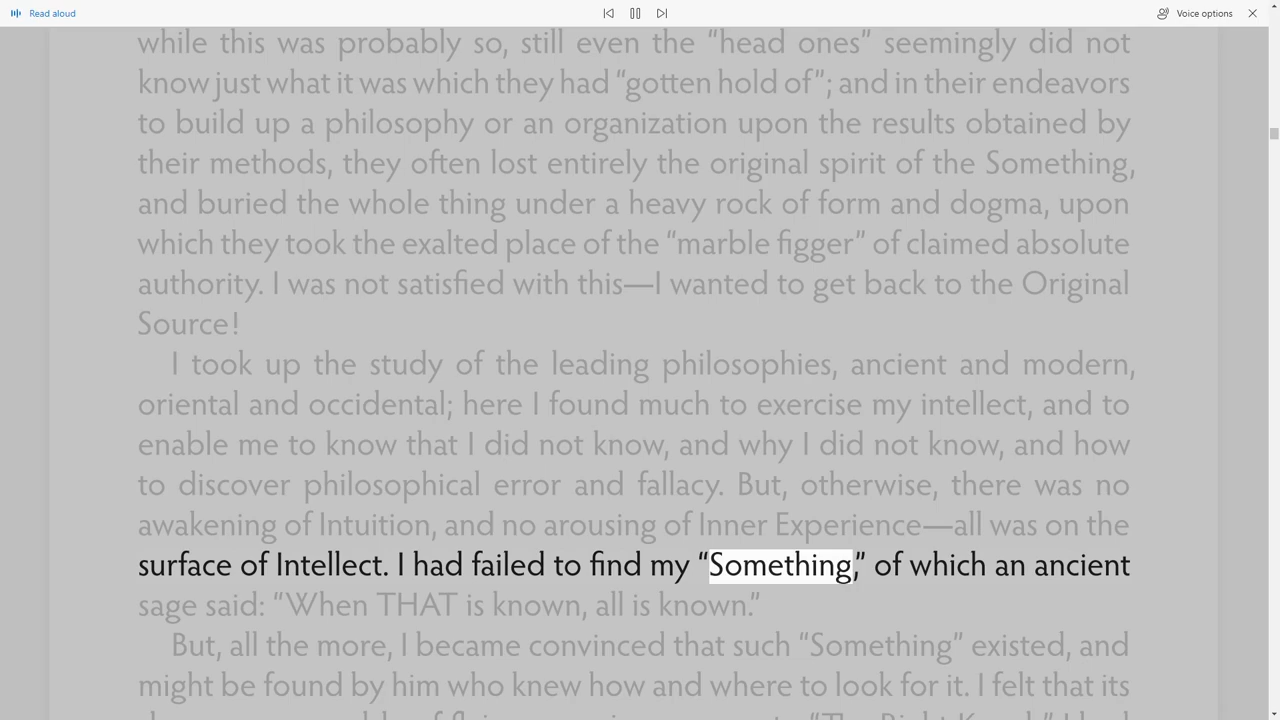 Read aloud
Voice options
while this was probably so, still even the “head ones” seemingly did not
know just what it was which they had “gotten hold of”; and in their endeavors
to build up a philosophy or an organization upon the results obtained by
their methods, they often lost entirely the original spirit of the Something,
and buried the whole thing under a heavy rock of form and dogma, upon
which they took the exalted place of the “marble figger” of claimed absolute
authority. I was not satisfied with this—I wanted to get back to the Original
Source!
I took up the study of the leading philosophies, ancient and modern,
oriental and occidental; here I found much to exercise my intellect, and to
enable me to know that I did not know, and why I did not know, and how
to discover philosophical error and fallacy. But, otherwise, there was no
awakening of Intuition, and no arousing of Inner Experience—all was on the
surface of Intellect. I had failed to find my “Something,” of which an ancient
sage said: “When THAT is known, all is known.”
But, all the more, I became convinced that such “Something” existed, and
might be found by him who knew how and where to look for it. I felt that its